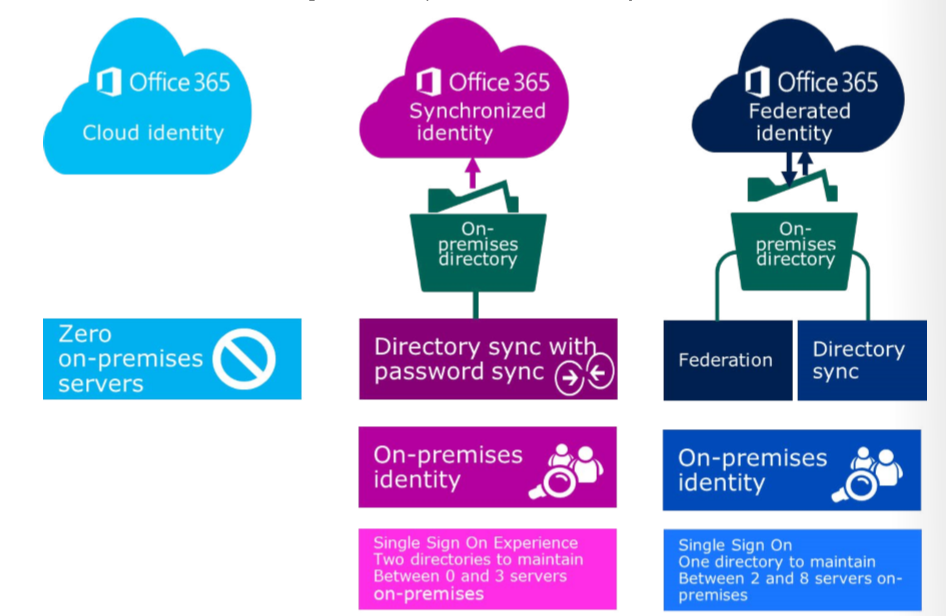 Office 365
Cloud identity
Zero
on-premises
servers
Office 365
Synchronized
identity
On-
premises
directory
Directory sync with
password sync
On-premises
identity
Single Sign On Experience
Two directories to maintain
Between 0 and 3 servers
on-premises
Office 365
Federated
identity
On-
premises
directory
Federation
Directory
sync
On-premises
identity
Single Sign On
One directory to maintain
Between 2 and 8 servers on-
premises